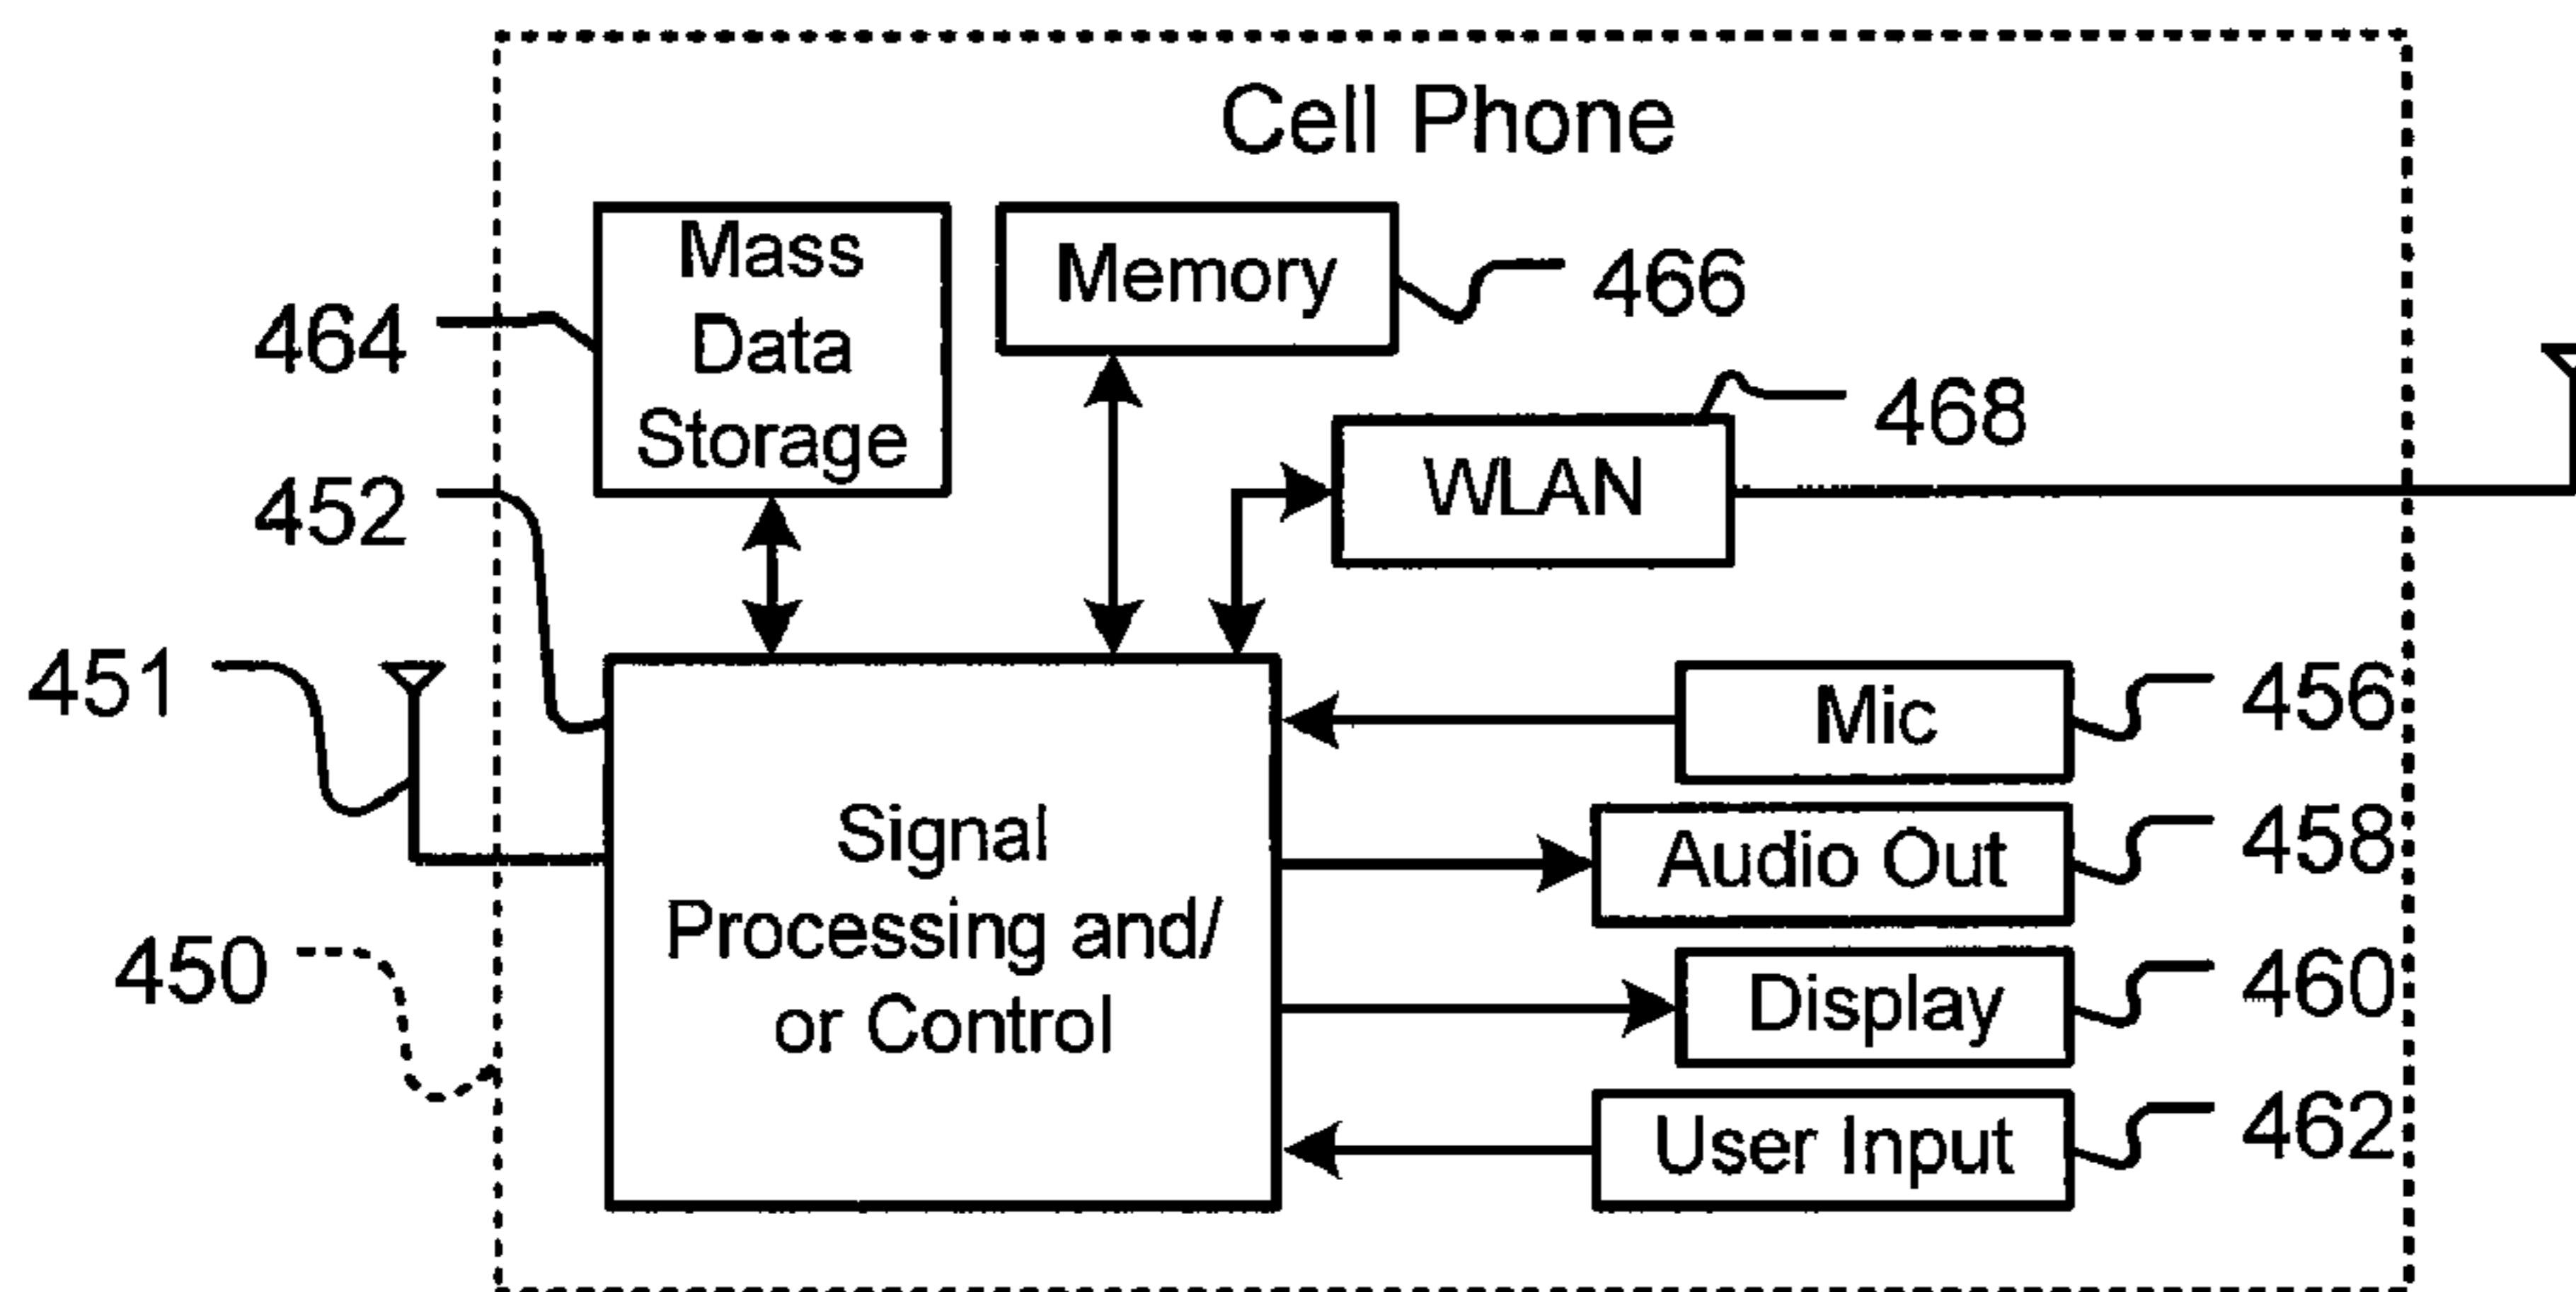 Cell Phone
Mass
Data
Storage
Memory
466
464
468
WLAN
452
451
Mic
456
Signal
Processing and/
or Control
Audio Out
458
450
Display
460
User Input
462